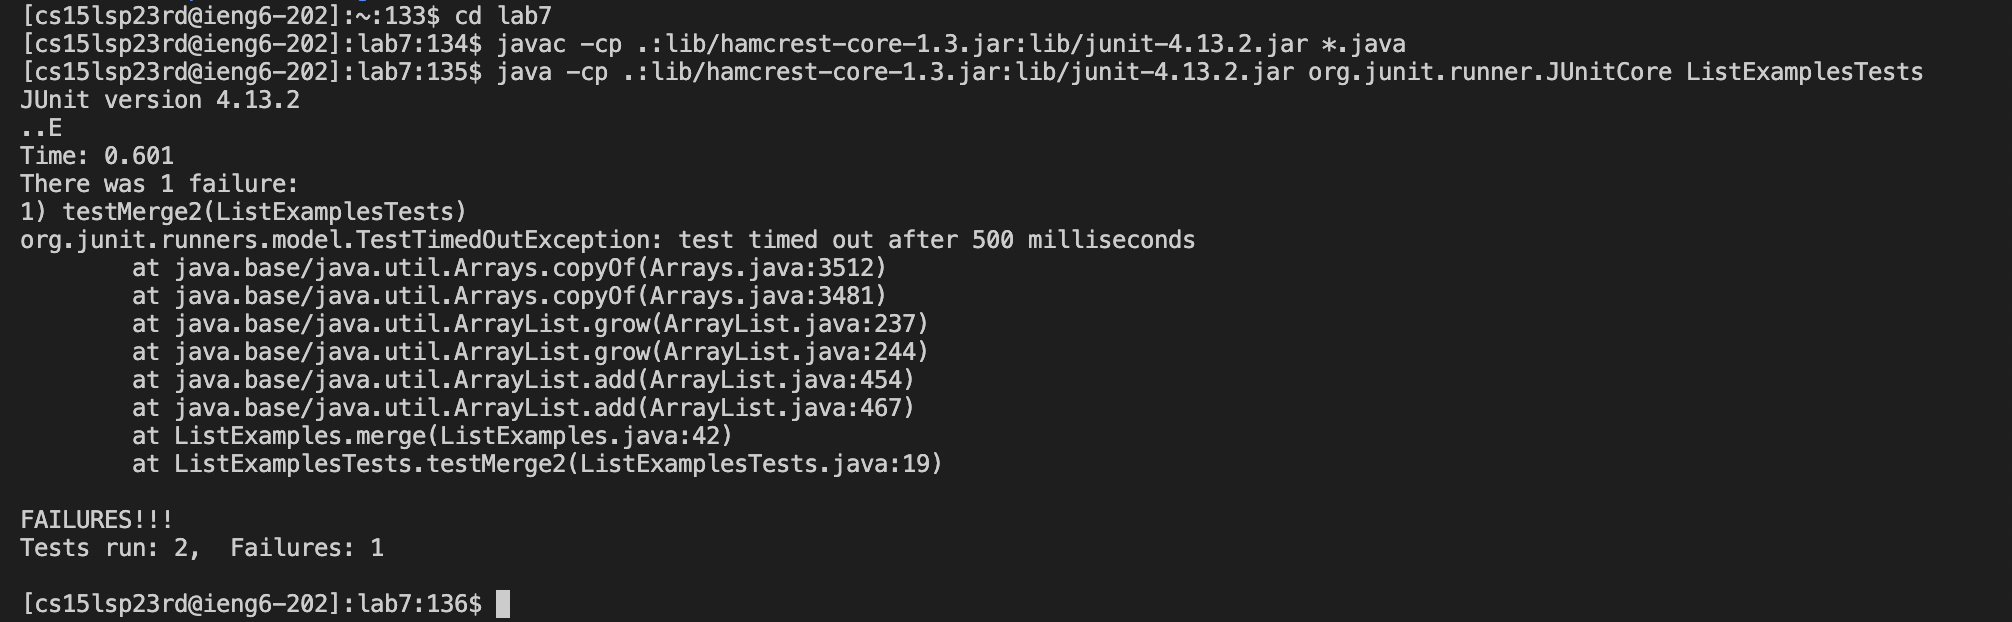 [cs15lsp23rd@ieng6-202]:~:133$ cd lab7
[cs15lsp23rd@ieng6-202]:lab7:134$ javac -cp .:lib/hamcrest-core-1.3.jar:lib/junit-4.13.2.jar *.java
[cs15lsp23rd@ieng6-202]:lab7:135$ java -cp .:lib/hamcrest-core-1.3.jar:lib/junit-4.13.2.jar org.junit.runner.JUnitCore ListExamplesTests
JUnit version 4.13.2
..E
Time: 0.601
There was 1 failure:
1) testMerge2(ListExamplesTests)
org.junit.runners.model.TestTimedOutException: test timed out after 500 milliseconds
        at java.base/java.util.Arrays.copyOf(Arrays.java:3512)
        at java.base/java.util.Arrays.copyOf(Arrays.java:3481)
        at java.base/java.util.ArrayList.grow(ArrayList.java:237)
        at java.base/java.util.ArrayList.grow(ArrayList.java:244)
        at java.base/java.util.ArrayList.add(ArrayList.java:454)
        at java.base/java.util.ArrayList.add(ArrayList.java:467)
        at ListExamples.merge(ListExamples.java:42)
        at ListExamplesTests.testMerge2(ListExamplesTests.java:19)
FAILURES!!!
Tests run: 2,  Failures: 1
[cs15lsp23rd@ieng6-202]:lab7:136$